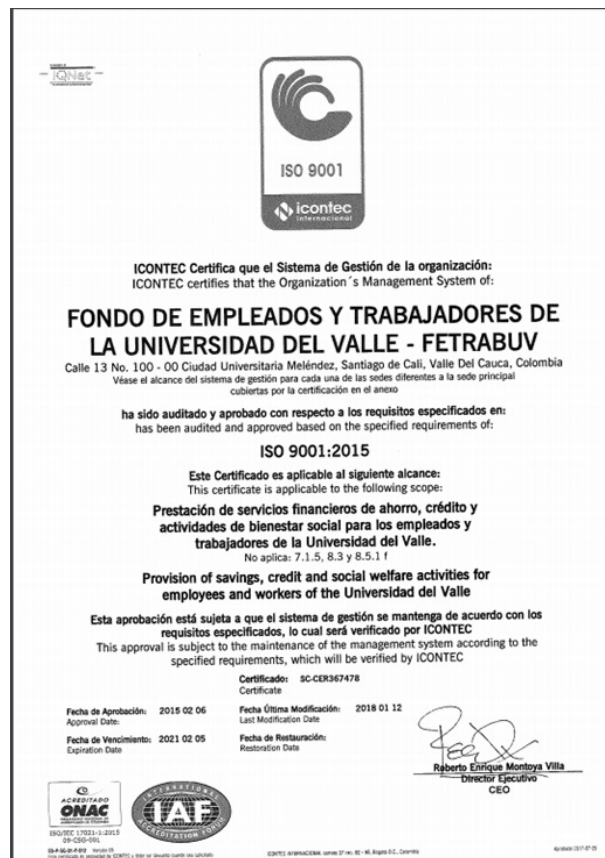 IQNet
ISO 9001
icontec
internacional
ICONTEC Certifica que el Sistema de Gestión de la organización:
ICONTEC certifies that the Organization´s Management System of:
FONDO DE EMPLEADOS Y TRABAJADORES DE
LA UNIVERSIDAD DEL VALLE - FETRABUV
Calle 13 No. 100 - 00 Ciudad Universitaria Meléndez, Santiago de Cali, Valle Del Cauca, Colombia
Véase el alcance del sistema de gestión para cada una de las sedes diferentes a la sede principal
cubiertas por la certificación en el anexo
ha sido auditado y aprobado con respecto a los requisitos especificados en:
has been audited and approved based on the specified requirements of:
ISO 9001:2015
Este Certificado es aplicable al siguiente alcance:
This certificate is applicable to the following scope:
Prestación de servicios financieros de ahorro, crédito y
actividades de bienestar social para los empleados y
trabajadores de la Universidad del Valle.
No aplica: 7.1.5, 8.3 y 8.5.1 f
Provision of savings, credit and social welfare activities for
employees and workers of the Universidad del Valle
Esta aprobación está sujeta a que el sistema de gestión se mantenga de acuerdo con los
requisitos especificados, lo cual será verificado por ICONTEC
This approval is subject to the maintenance of the management system according to the
specified requirements, which will be verified by ICONTEC
Certificado: SC-CER367478
Certificate
Fecha de Aprobación: 2015 02 06
Approval Date:
Fecha Última Modificación: 2018 01 12
Last Modification Date
Fecha de Vencimiento: 2021 02 05
Expiration Date
Fecha de Restauración:
Restoration Date
Roberto Enrique Montoya Villa
Director Ejecutivo
CEO
ACREDITADO
ONAC
ISO/IEC 17021-1:2015
09-CSG-001
INTERNATIONAL
IAF
ACCREDITATION FORUM